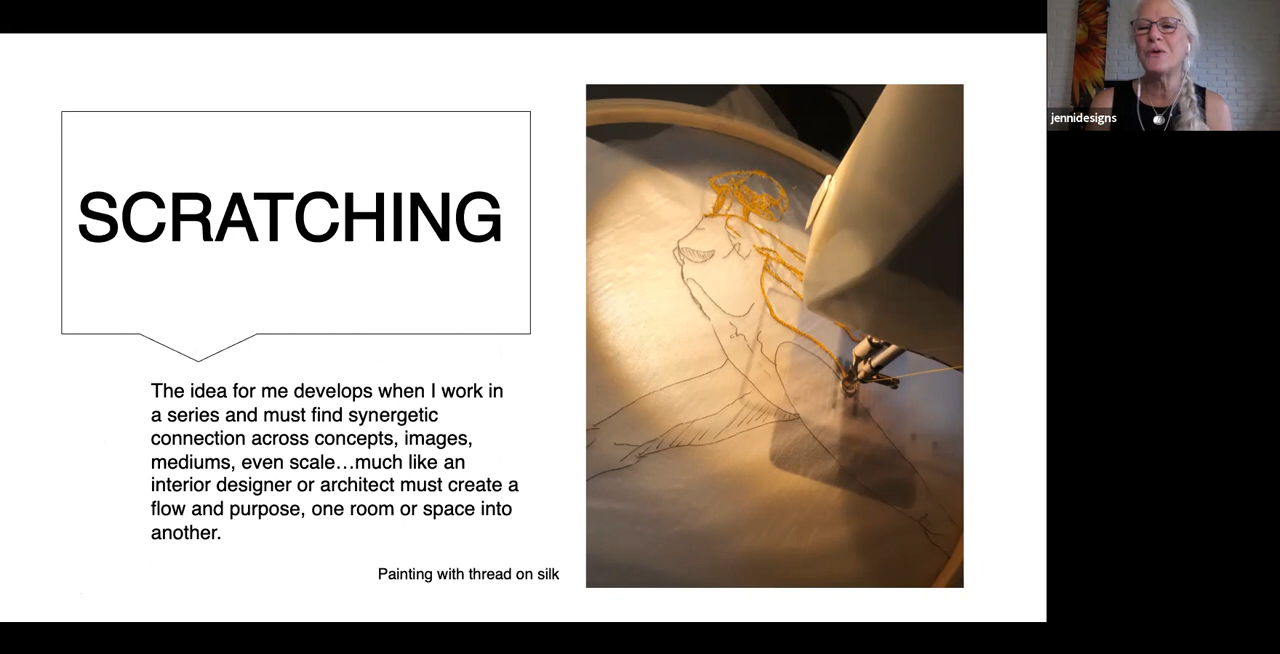 SCRATCHING
The idea for me develops when I work in
a series and must find synergetic
connection across concepts, images,
mediums, even scale…much like an
interior designer or architect must create a
flow and purpose, one room or space into
another.
Painting with thread on silk
jennidesigns